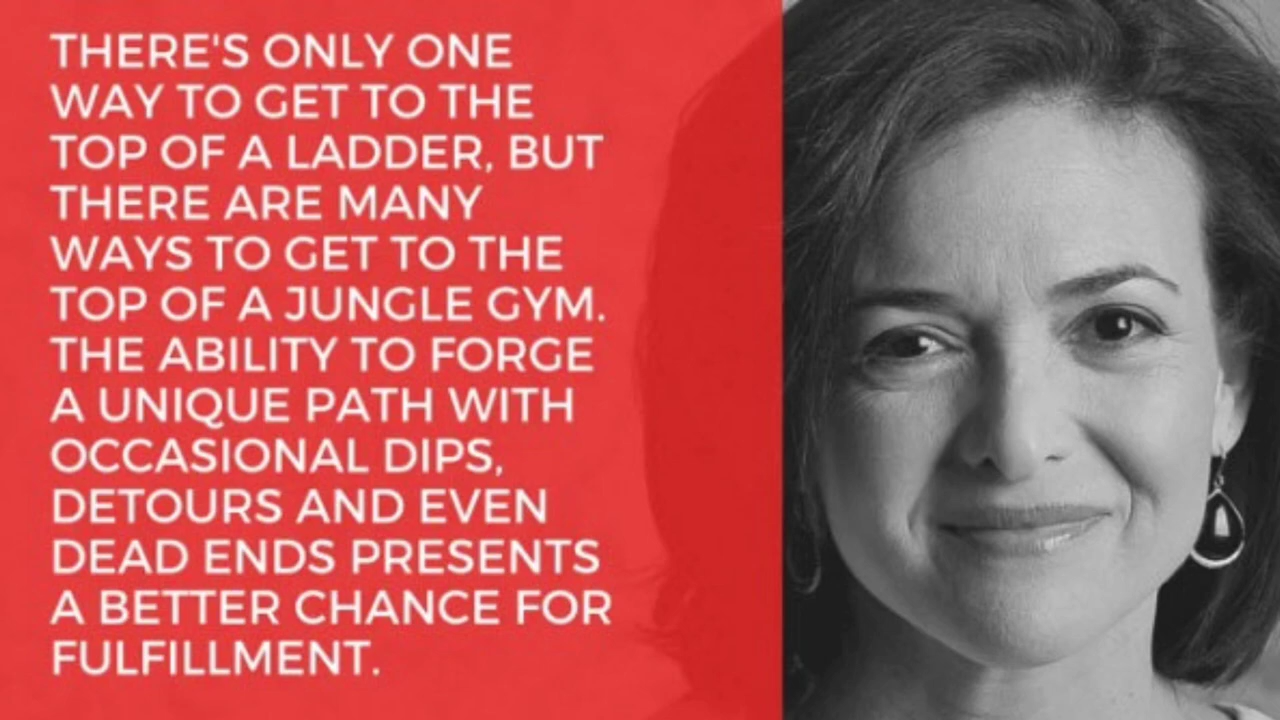 THERE'S ONLY ONE
WAY TO GET TO THE
TOP OF A LADDER, BUT
THERE ARE MANY
WAYS TO GET TO THE
TOP OF A JUNGLE GYM.
THE ABILITY TO FORGE
A UNIQUE PATH WITH
OCCASIONAL DIPS,
DETOURS AND EVEN
DEAD ENDS PRESENTS
A BETTER CHANCE FOR
FULFILLMENT.